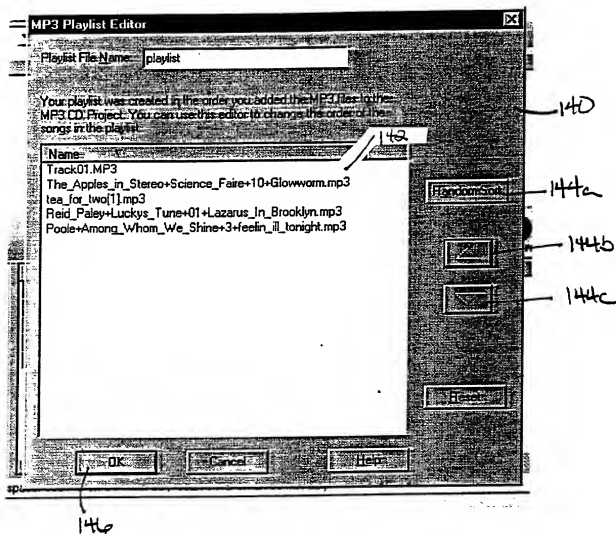 MP3 Playlist Editor
Playlist File Name: playlist
Your playlist was created in the order you added the MP3 files to the
MP3 CD Project. You can use this editor to change the order of the
songs in the playlist.
140
142
Name
Track01.MP3
The_Apples_in_Stereo+Science_Faire+10+Glowworm.mp3
tea_for_two[1].mp3
Reid_Paley+Luckys_Tune+01+Lazarus_In_Brooklyn.mp3
Poole+Among_Whom_We_Shine+3+feelin_ill_tonight.mp3
Random Sort
144a
144b
144c
Reset
OK
Cancel
Help
146